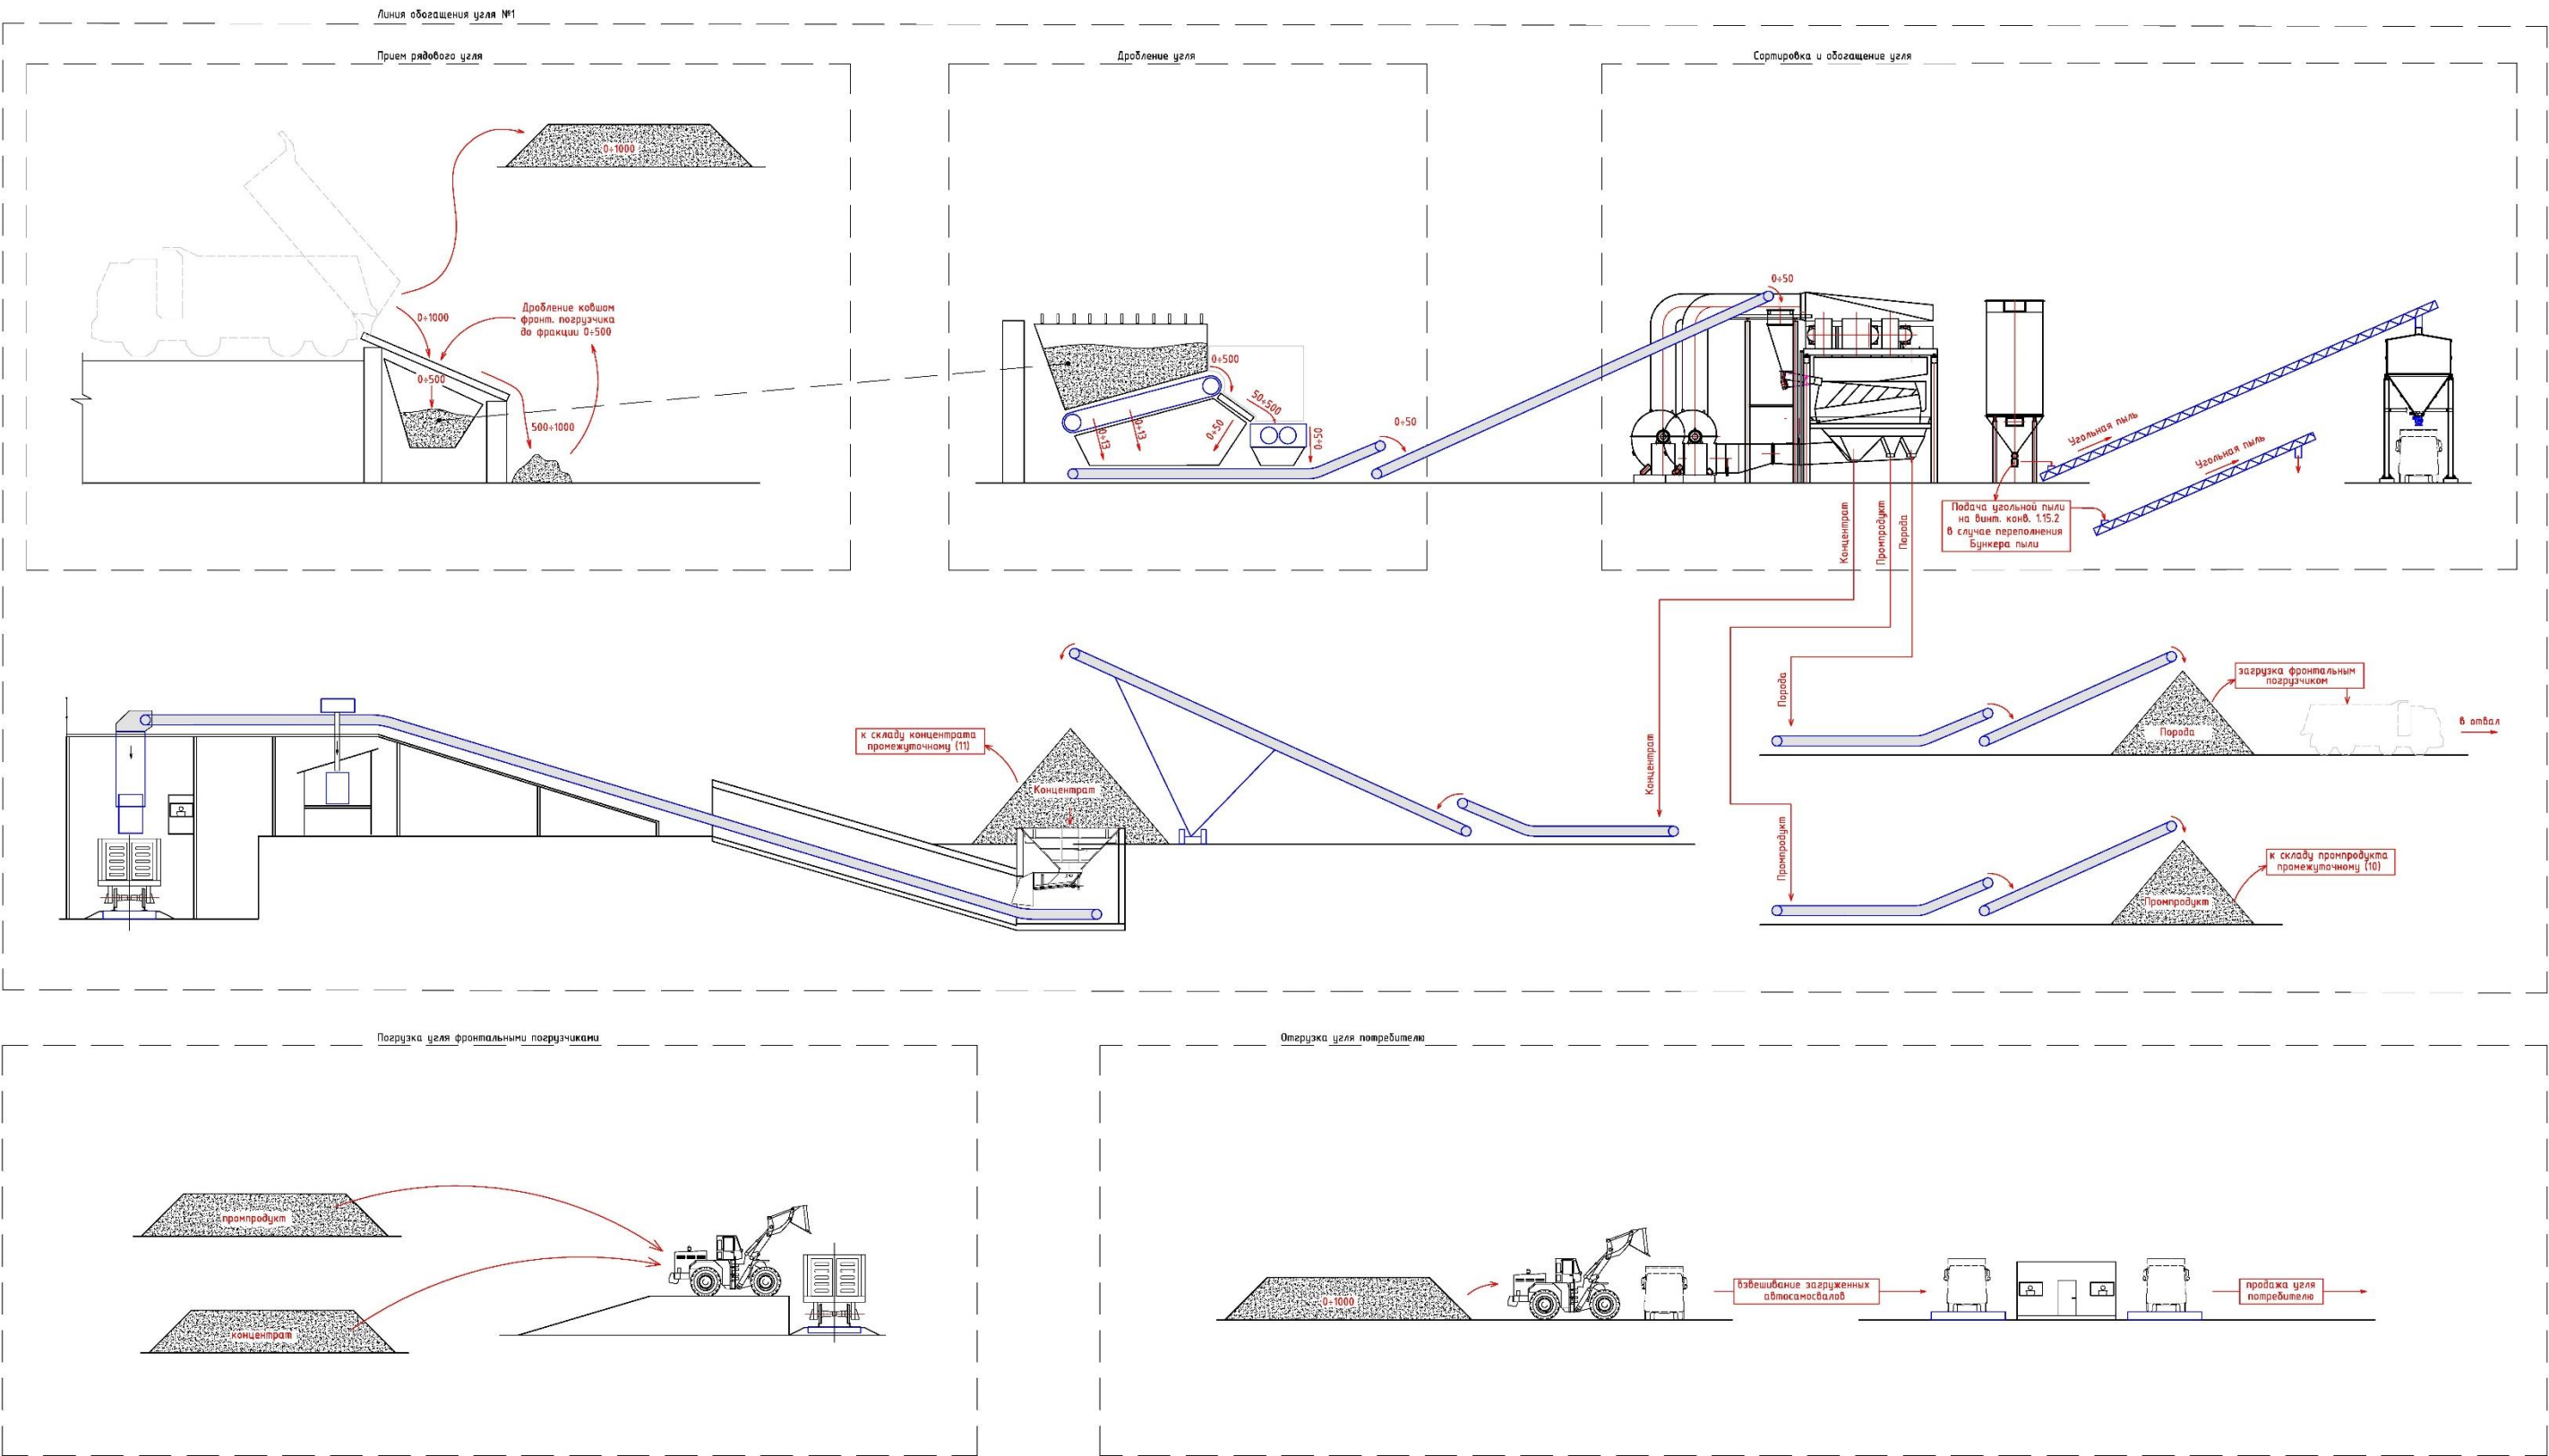 Линия обогащения угля №1
Прием рядового угля
Дробление угля
Сортировка и обогащение угля
0÷1000
0÷1000
Дробление ковшом
фронт. погрузчика
до фракции 0÷500
0÷500
500÷1000
0÷500
50÷500
0÷13
0÷13
0÷50
0÷50
0÷50
0÷50
Угольная пыль
Угольная пыль
Подача угольной пыли
на винт. конв. 1.15.2
в случае переполнения
Бункера пыли
Концентрат
Промпродукт
Порода
Порода
загрузка фронтальным
погрузчиком
Порода
в отвал
к складу концентрата
промежуточному (11)
Концентрат
Концентрат
Промпродукт
к складу промпродукта
промежуточному (10)
Промпродукт
Погрузка угля фронтальными погрузчиками
Отгрузка угля потребителю
промпродукт
концентрат
0÷1000
взвешивание загруженных
автосамосвалов
продажа угля
потребителю